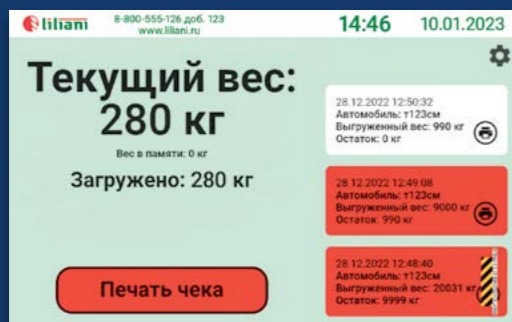 liliani
8-800-555-126 доб. 123
www.liliani.ru
14:46
10.01.2023
Текущий вес:
280 кг
Вес в памяти: 0 кг
Загружено: 280 кг
Печать чека
28.12.2022 12:50:32
Автомобиль: т123см
Выгруженный вес: 990 кг
Остаток: 0 кг
28.12.2022 12:49:08
Автомобиль: т123см
Выгруженный вес: 9000 кг
Остаток: 990 кг
28.12.2022 12:48:40
Автомобиль: т123см
Выгруженный вес: 20031 кг
Остаток: 9999 кг